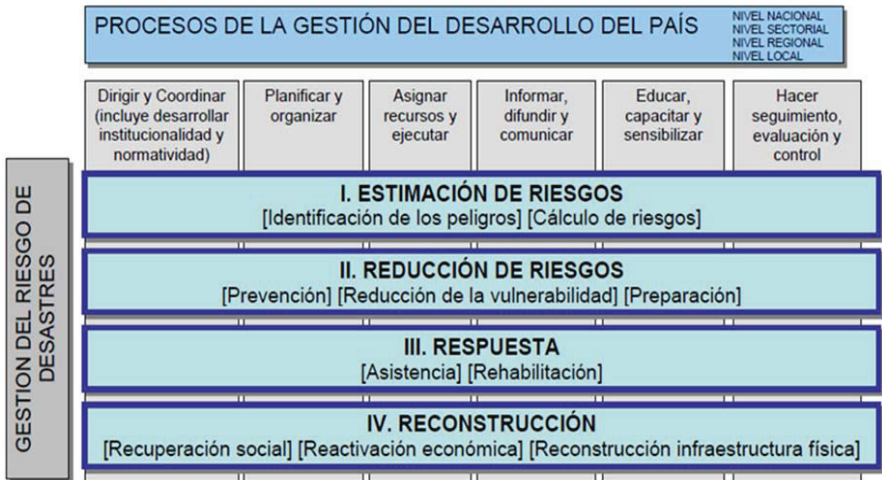 PROCESOS DE LA GESTIÓN DEL DESARROLLO DEL PAÍS
NIVEL NACIONAL
NIVEL SECTORIAL
NIVEL REGIONAL
NIVEL LOCAL
Dirigir y Coordinar
(incluye desarrollar
institucionalidad y
normatividad)
Planificar y
organizar
Asignar
recursos y
ejecutar
Informar,
difundir y
comunicar
Educar,
capacitar y
sensibilizar
Hacer
seguimiento,
evaluación y
control
GESTION DEL RIESGO DE
DESASTRES
I. ESTIMACIÓN DE RIESGOS
[Identificación de los peligros] [Cálculo de riesgos]
II. REDUCCIÓN DE RIESGOS
[Prevención] [Reducción de la vulnerabilidad] [Preparación]
III. RESPUESTA
[Asistencia] [Rehabilitación]
IV. RECONSTRUCCIÓN
[Recuperación social] [Reactivación económica] [Reconstrucción infraestructura física]